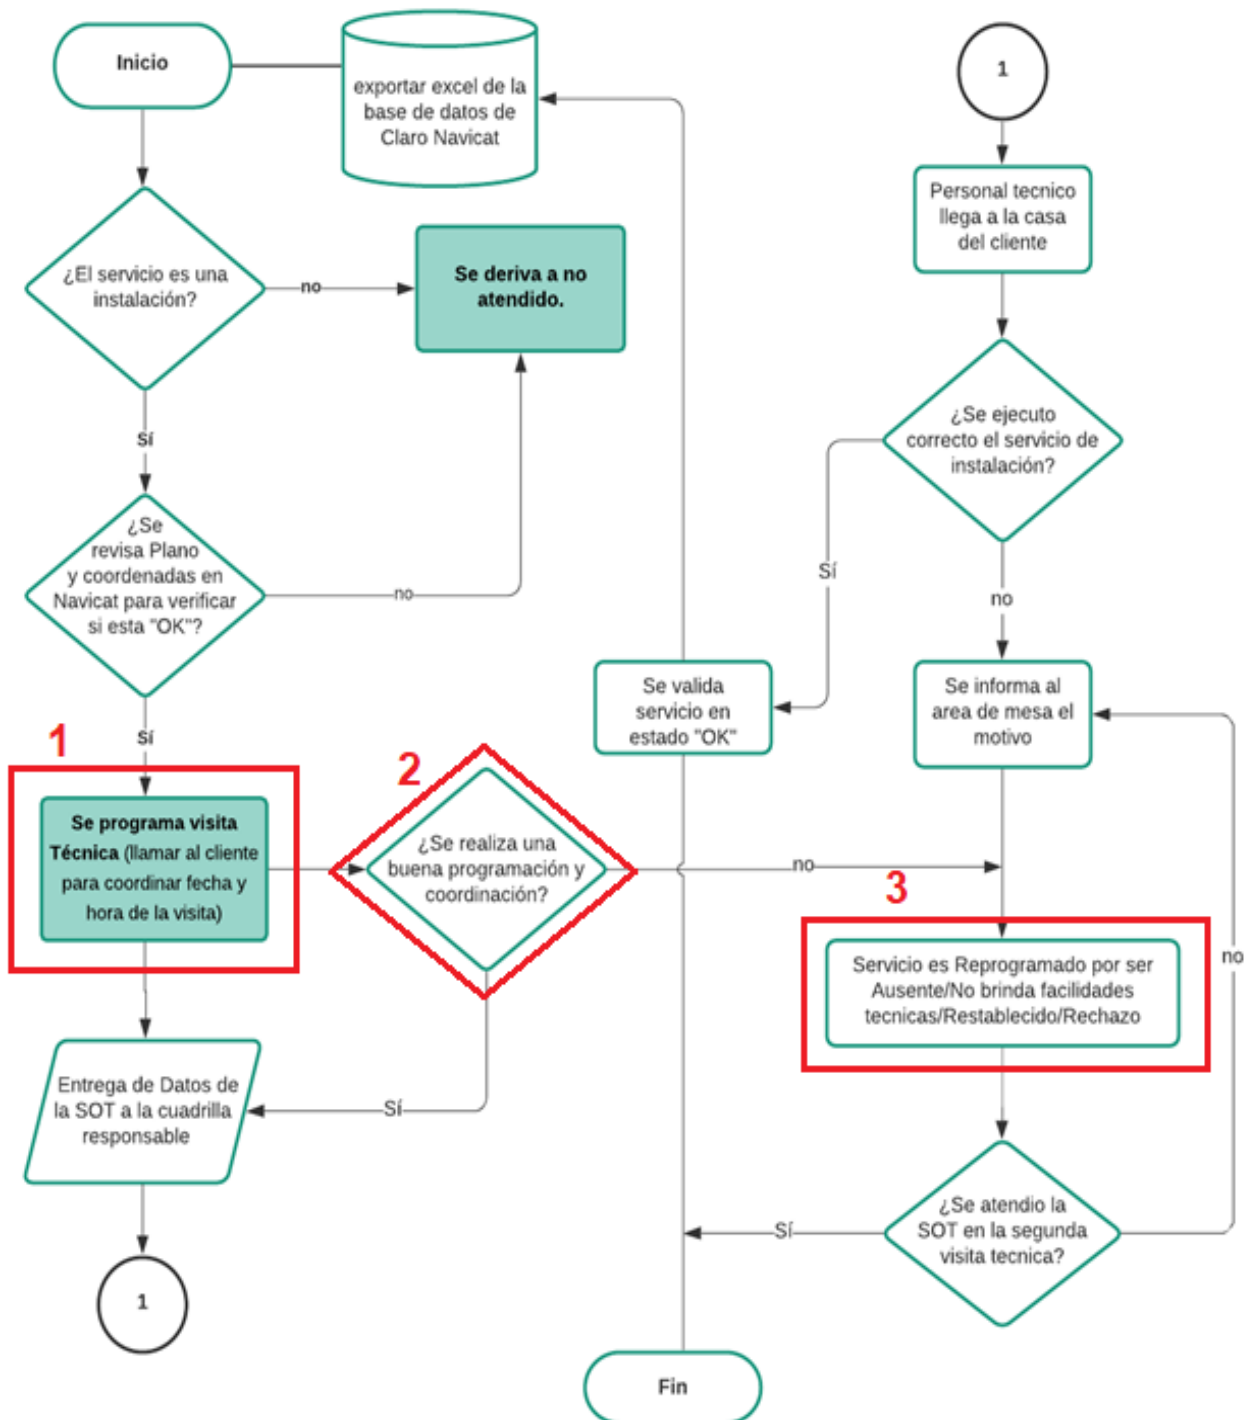 Inicio
exportar excel de la
base de datos de
Claro Navicat
1
Personal tecnico
llega a la casa
del cliente
¿El servicio es una
instalación?
no
Se deriva a no
atendido.
Sí
¿Se ejecuto
correcto el servicio de
instalación?
Sí
no
¿Se
revisa Plano
y coordenadas en
Navicat para verificar
si esta "OK"?
no
Sí
Se valida
servicio en
estado "OK"
Se informa al
area de mesa el
motivo
1
Se programa visita
Técnica (llamar al cliente
para coordinar fecha y
hora de la visita)
2
¿Se realiza una
buena programación y
coordinación?
no
Sí
3
Servicio es Reprogramado por ser
Ausente/No brinda facilidades
tecnicas/Restablecido/Rechazo
no
Entrega de Datos de
la SOT a la cuadrilla
responsable
1
¿Se atendio la
SOT en la segunda
visita tecnica?
Sí
Fin